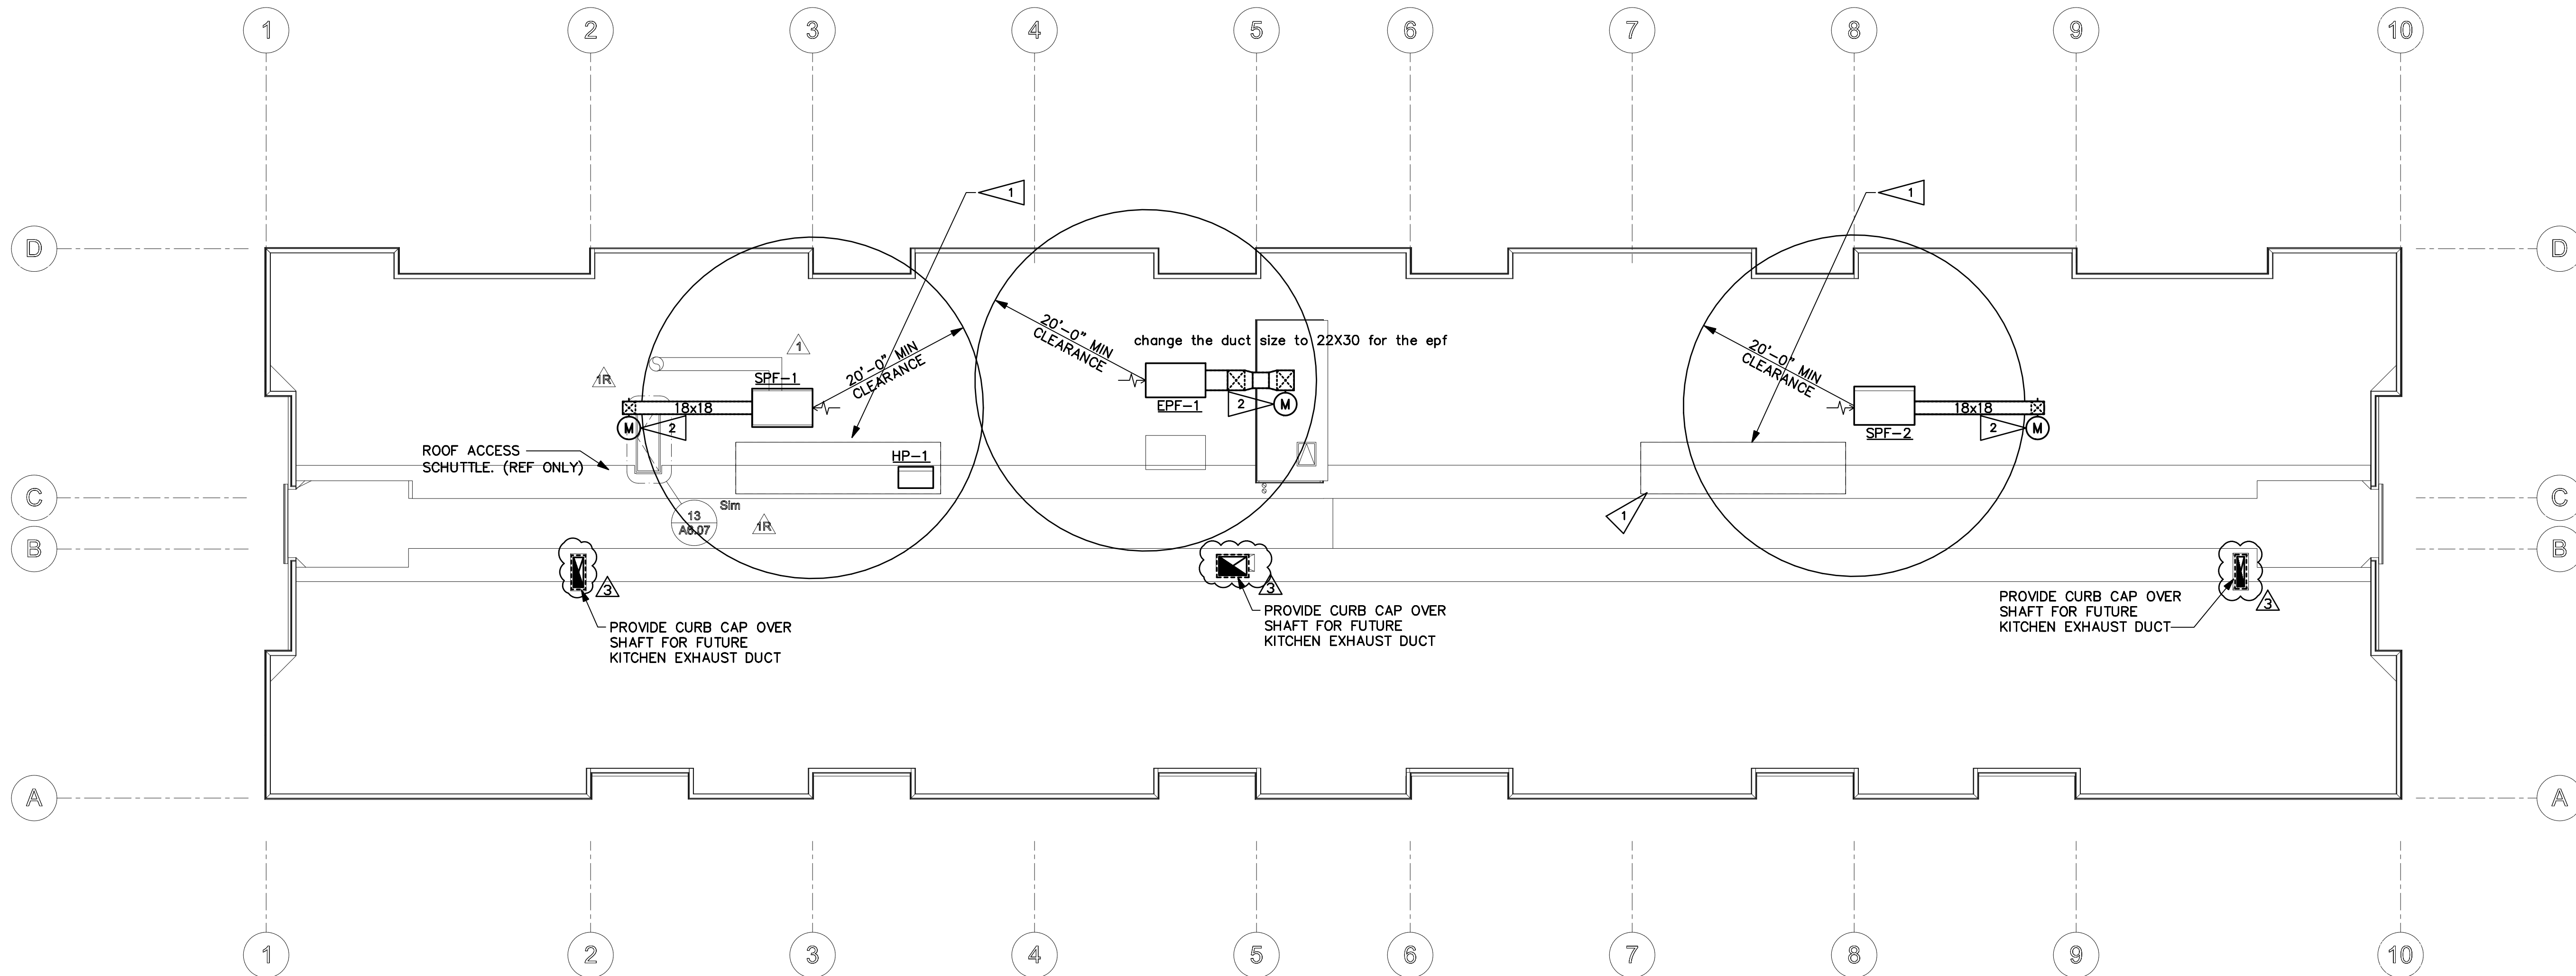 1 2 3 4 5 6 7 8 9 10
1
1
D
D
20'-0" MIN
CLEARANCE
20'-0" MIN
CLEARANCE
20'-0" MIN
CLEARANCE
change the duct size to 22X30 for the epf
1
1R
SPF-1
18x18
M
2
EPF-1
2
M
18x18
SPF-2
2
M
ROOF ACCESS
SCHUTTLE. (REF ONLY)
HP-1
C
C
13
A6.07
Sim
1R
1
B
B
3
3
3
PROVIDE CURB CAP OVER
SHAFT FOR FUTURE
KITCHEN EXHAUST DUCT
PROVIDE CURB CAP OVER
SHAFT FOR FUTURE
KITCHEN EXHAUST DUCT
PROVIDE CURB CAP OVER
SHAFT FOR FUTURE
KITCHEN EXHAUST DUCT
A
A
1 2 3 4 5 6 7 8 9 10